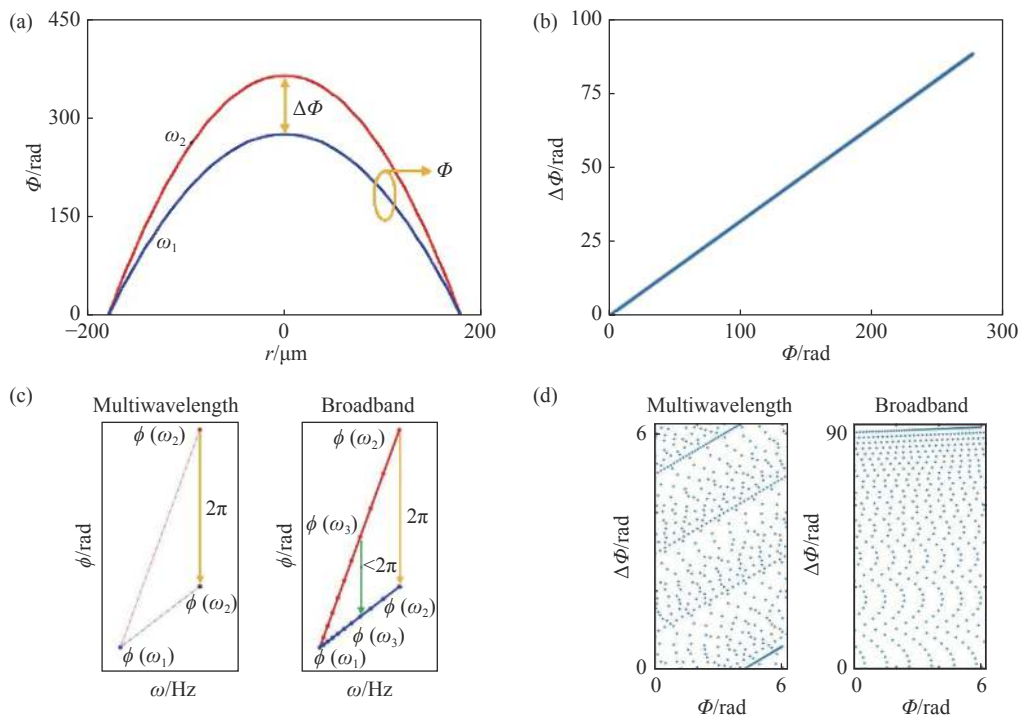 (a)
450
300
150
0
Φ/rad
−200
0
200
r/μm
ω₂
ω₁
ΔΦ
Φ
(b)
100
75
50
25
0
ΔΦ/rad
0
100
200
300
Φ/rad
(c)
Multiwavelength
ϕ (ω₂)
2π
ϕ (ω₂)
ϕ (ω₁)
ϕ/rad
ω/Hz
Broadband
ϕ (ω₂)
ϕ (ω₃)
2π
<2π
ϕ (ω₂)
ϕ (ω₃)
ϕ (ω₁)
ϕ/rad
ω/Hz
(d)
Multiwavelength
6
0
ΔΦ/rad
0
6
Φ/rad
Broadband
90
0
ΔΦ/rad
0
6
Φ/rad